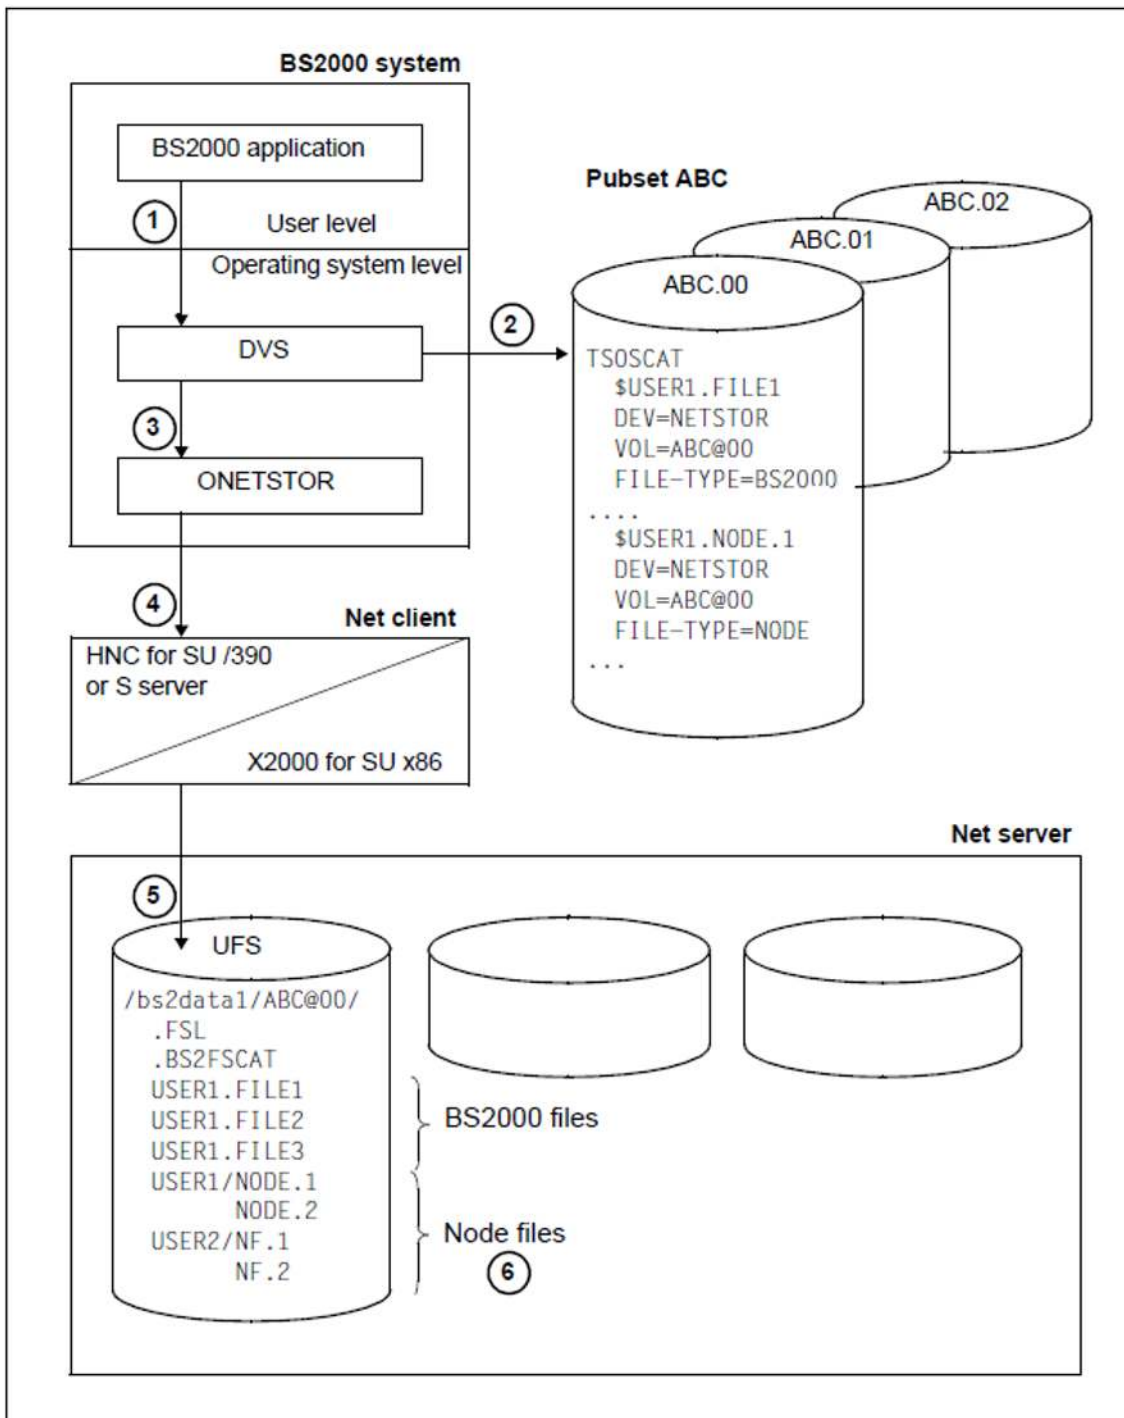 BS2000 system
BS2000 application
1
User level
Operating system level
DVS
2
3
ONETSTOR
4
Net client
HNC for SU /390
or S server
X2000 for SU x86
Pubset ABC
ABC.02
ABC.01
ABC.00
TSOSCAT
$USER1.FILE1
DEV=NETSTOR
VOL=ABC@00
FILE-TYPE=BS2000
....
$USER1.NODE.1
DEV=NETSTOR
VOL=ABC@00
FILE-TYPE=NODE
...
Net server
5
UFS
/bs2data1/ABC@00/
.FSL
.BS2FSCAT
USER1.FILE1
USER1.FILE2
USER1.FILE3
USER1/NODE.1
NODE.2
USER2/NF.1
NF.2
BS2000 files
Node files
6